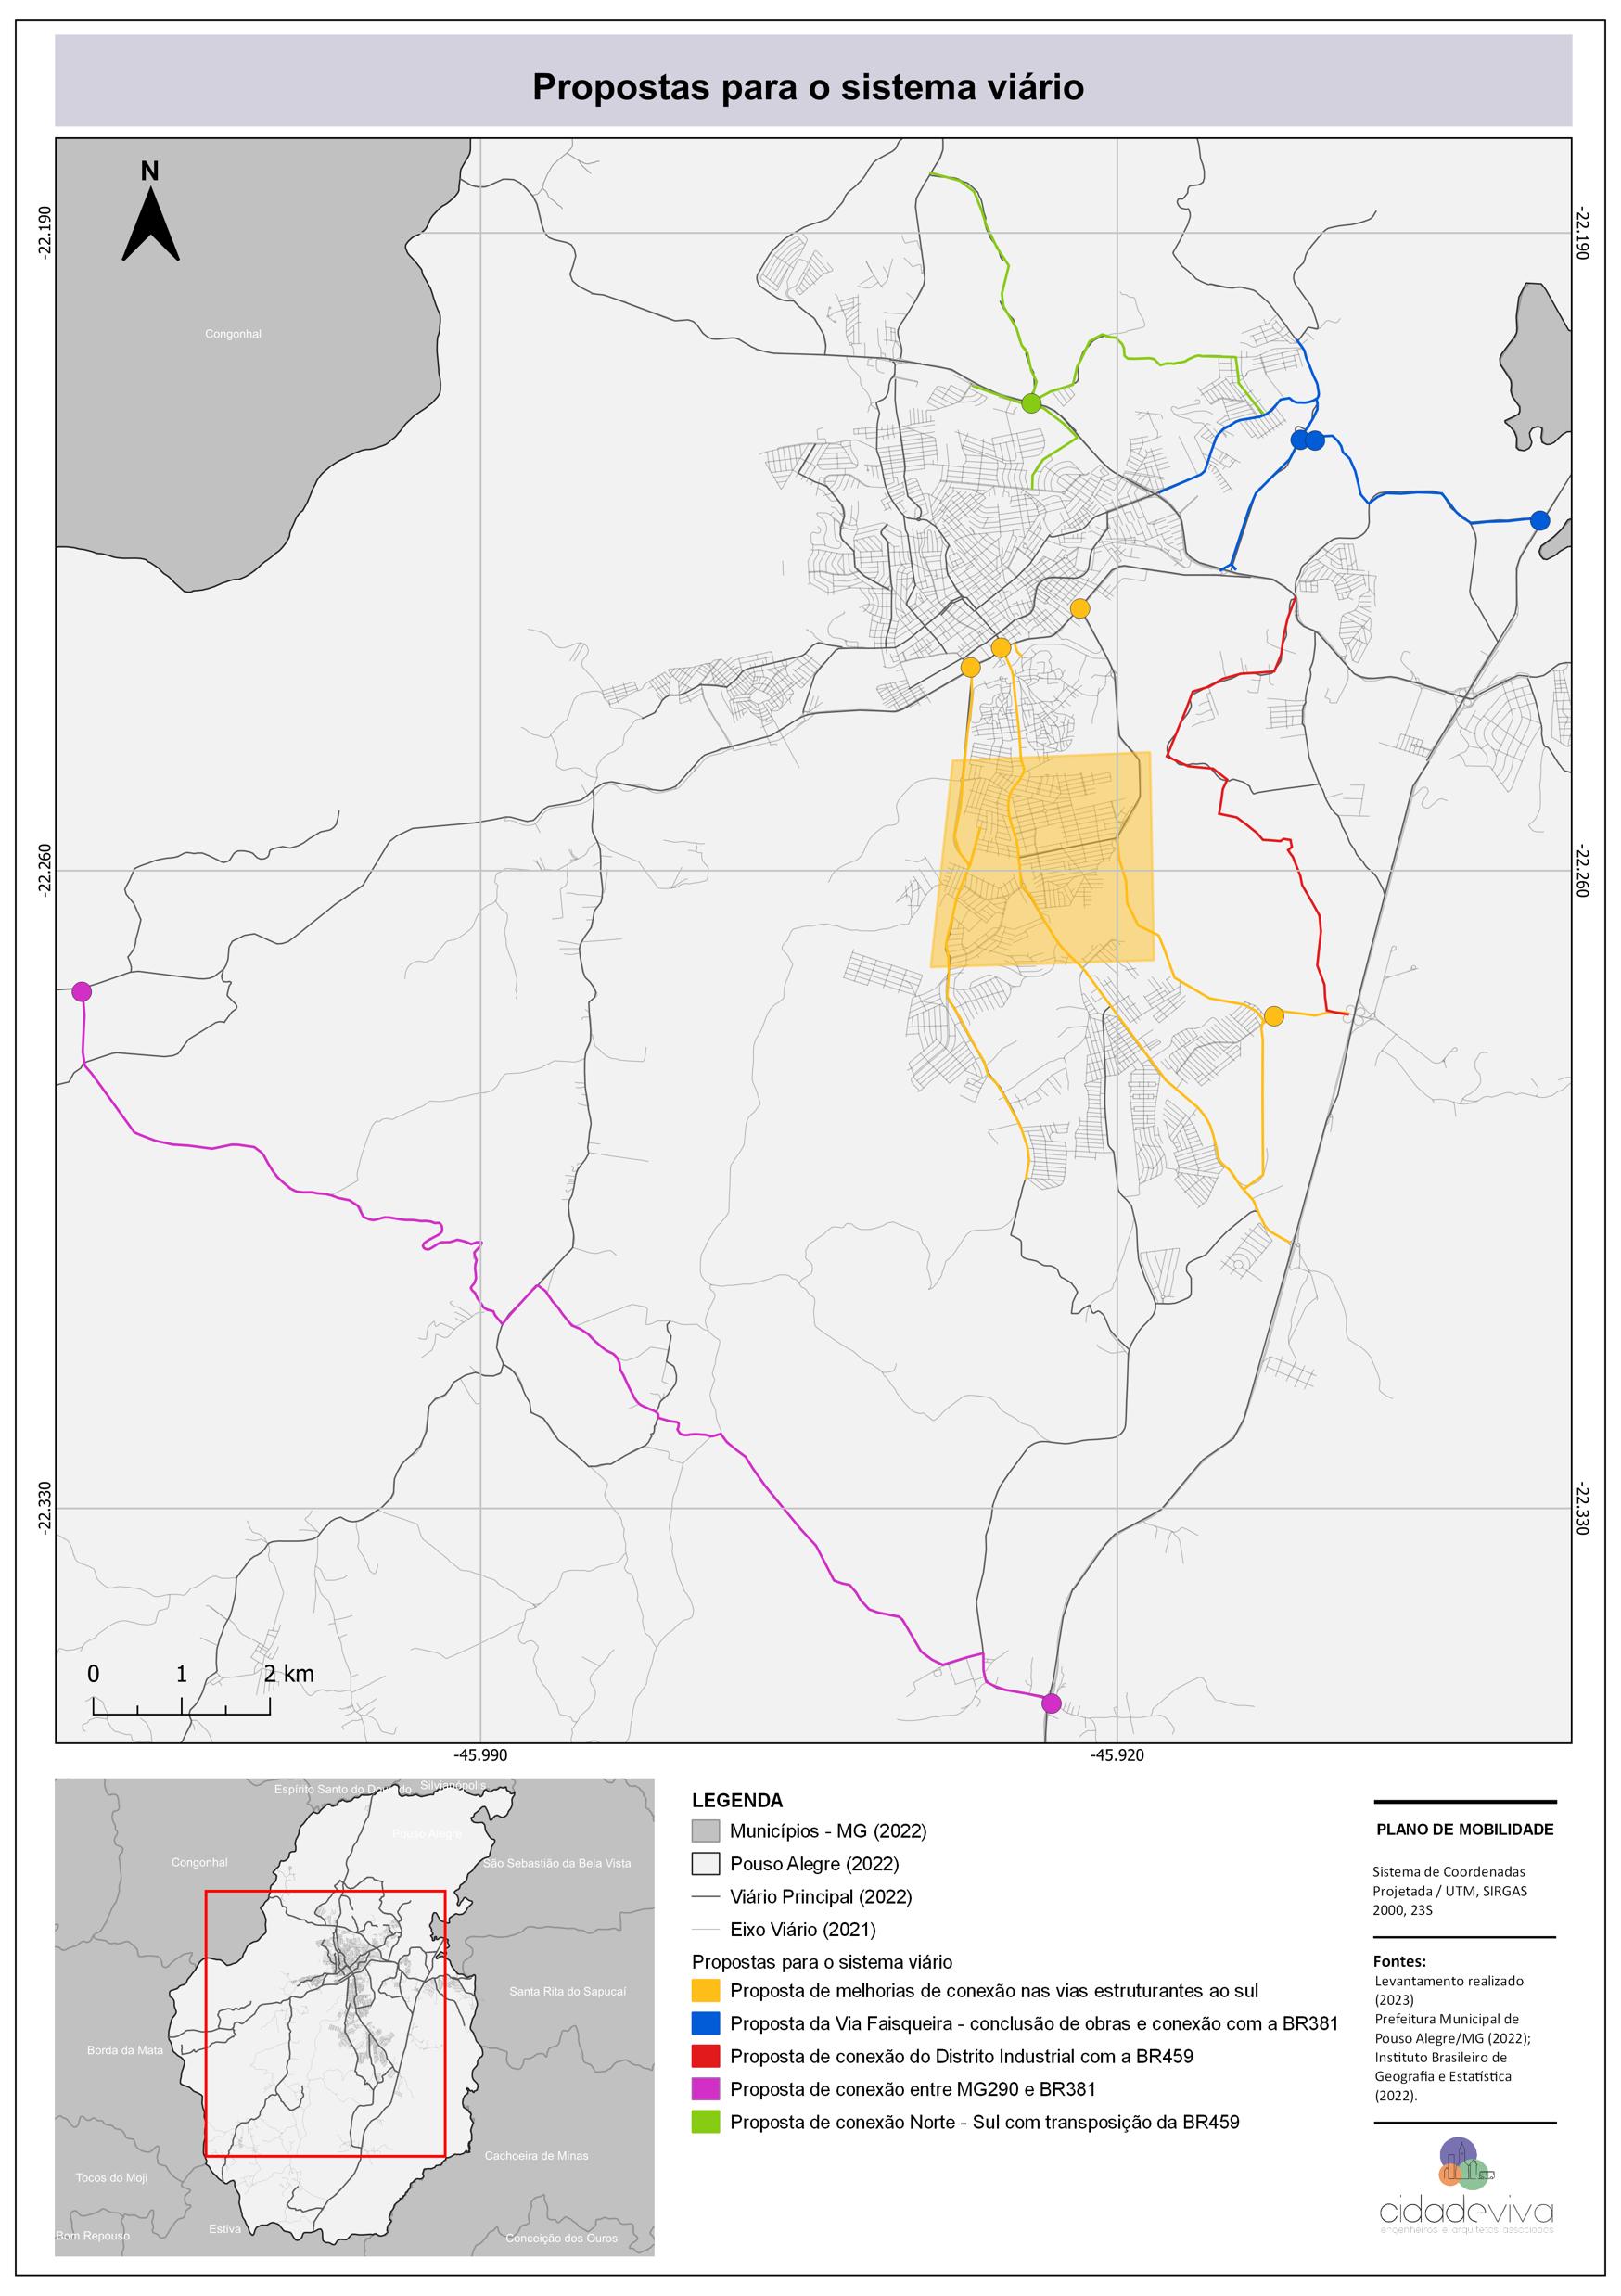 Propostas para o sistema viário
N
-22.190
-22.190
Congonhal
-22.260
-22.260
-22.330
-22.330
0 1 2 km
-45.990
-45.920
Espírito Santo do Dourado
Silvianópolis
Pouso Alegre
Congonhal
São Sebastião da Bela Vista
Santa Rita do Sapucaí
Borda da Mata
Cachoeira de Minas
Tocos do Moji
Estiva
Bom Repouso
Conceição dos Ouros
LEGENDA
Municípios - MG (2022)
Pouso Alegre (2022)
Viário Principal (2022)
Eixo Viário (2021)
Propostas para o sistema viário
Proposta de melhorias de conexão nas vias estruturantes ao sul
Proposta da Via Faisqueira - conclusão de obras e conexão com a BR381
Proposta de conexão do Distrito Industrial com a BR459
Proposta de conexão entre MG290 e BR381
Proposta de conexão Norte - Sul com transposição da BR459
PLANO DE MOBILIDADE
Sistema de Coordenadas
Projetada / UTM, SIRGAS
2000, 23S
Fontes:
Levantamento realizado
(2023)
Prefeitura Municipal de
Pouso Alegre/MG (2022);
Instituto Brasileiro de
Geografia e Estatística
(2022).
cidadeviva
engenheiros e arquitetos associados